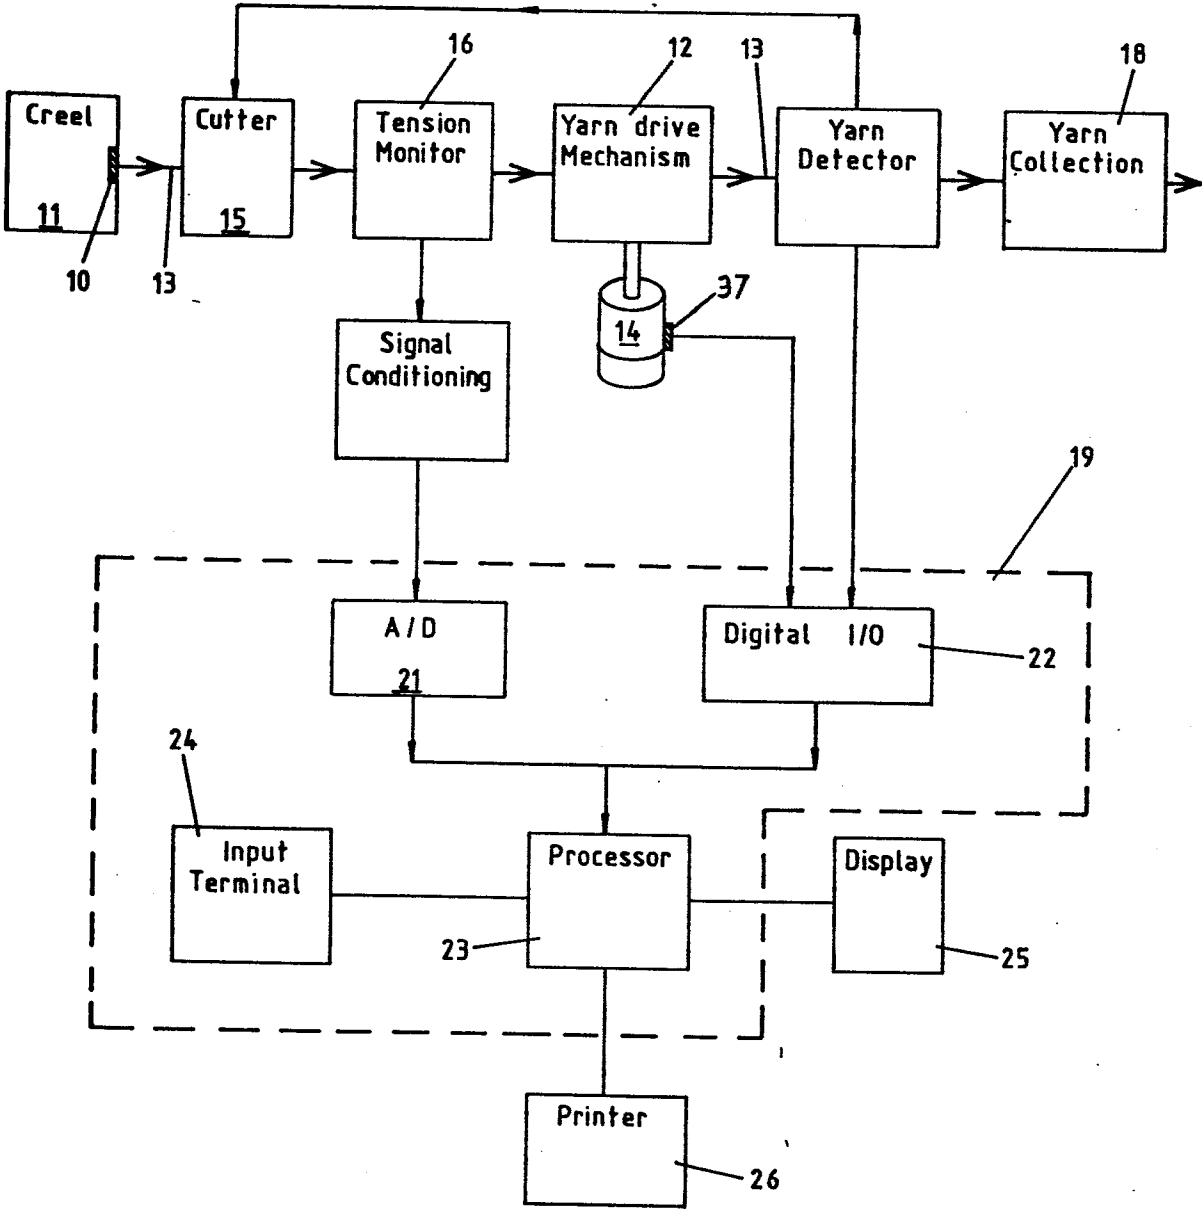 16
12
13
18
Creel
11
Cutter
15
Tension
Monitor
Yarn drive
Mechanism
Yarn
Detector
Yarn
Collection
10
13
14
37
Signal
Conditioning
19
A/D
21
Digital I/O
22
24
Input
Terminal
Processor
23
Display
25
Printer
26